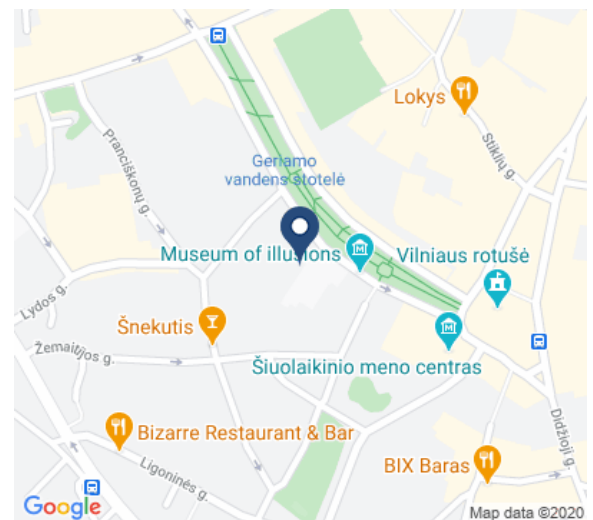 Lokys
Stiklių g.
Pranciškonų g.
Geriamo
vandens stotelė
Museum of illusions
Vilniaus rotušė
Lydos g.
Šnekutis
Žemaitijos g.
Šiuolaikinio meno centras
Didžioji g.
Bizarre Restaurant & Bar
BIX Baras
Ligoninės g.
Google
Map data ©2020